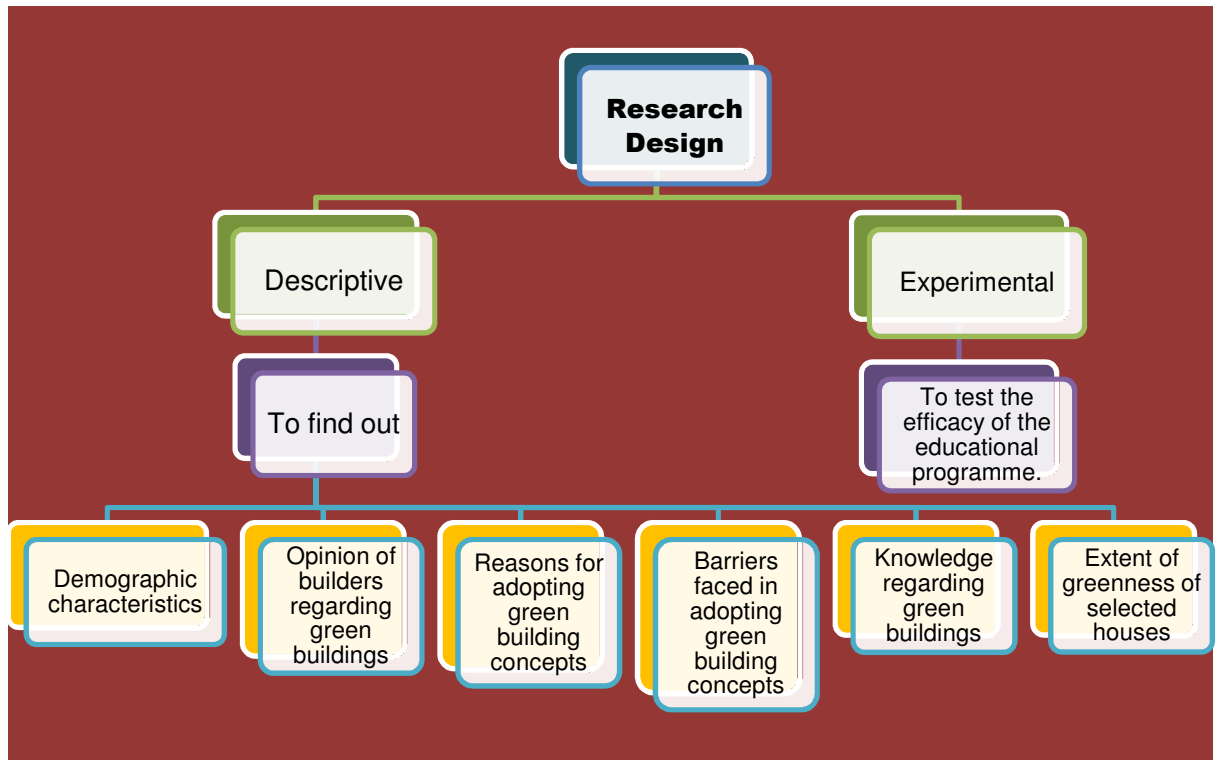 Research
Design
Descriptive
Experimental
To find out
To test the
efficacy of the
educational
programme.
Demographic
characteristics
Opinion of
builders
regarding
green
buildings
Reasons for
adopting
green
building
concepts
Barriers
faced in
adopting
green
building
concepts
Knowledge
regarding
green
buildings
Extent of
greenness of
selected
houses